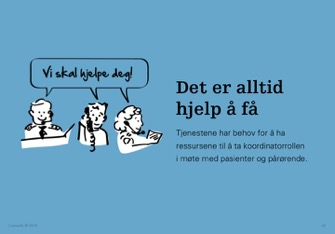 Vi skal hjelpe deg!
Det er alltid
hjelp å få
Tjenestene har behov for å ha
ressursene til å ta koordinatorrollen
i møte med pasienter og pårørende.